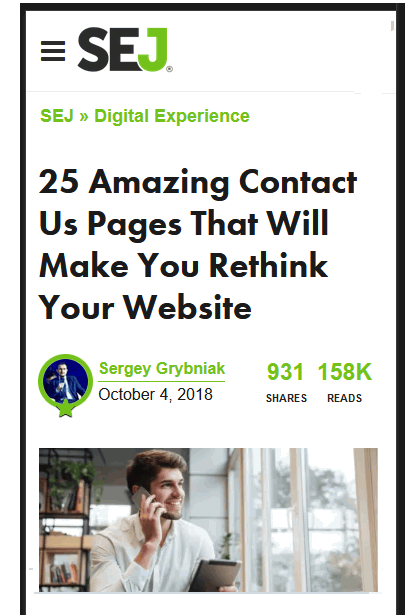 SEJ®
SEJ » Digital Experience
25 Amazing Contact
Us Pages That Will
Make You Rethink
Your Website
Sergey Grybniak
October 4, 2018
931 158K
SHARES READS